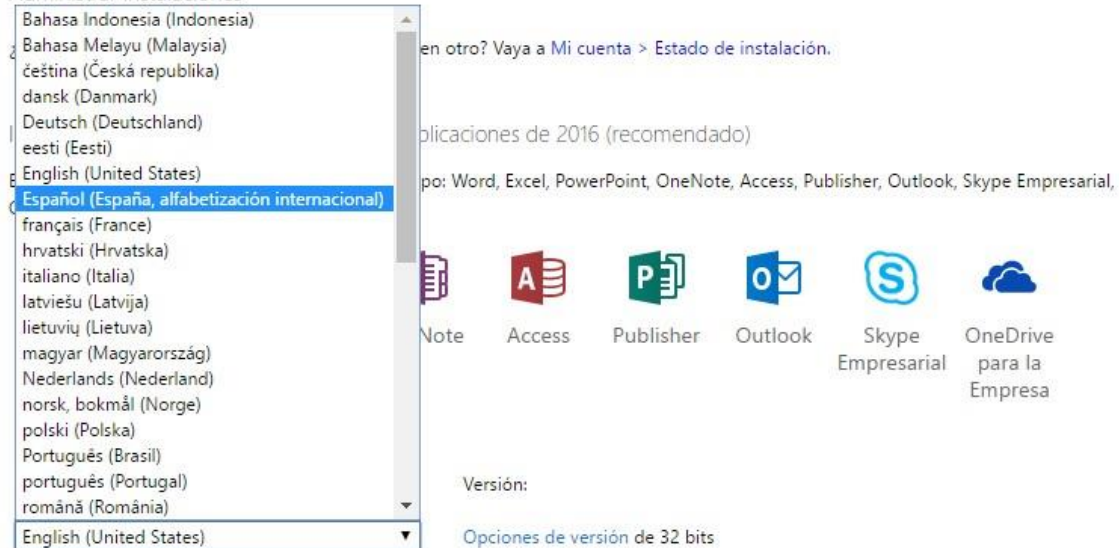 Bahasa Indonesia (Indonesia)
Bahasa Melayu (Malaysia)
čeština (Česká republika)
dansk (Danmark)
Deutsch (Deutschland)
eesti (Eesti)
English (United States)
Español (España, alfabetización internacional)
français (France)
hrvatski (Hrvatska)
italiano (Italia)
latviešu (Latvija)
lietuvių (Lietuva)
magyar (Magyarország)
Nederlands (Nederland)
norsk, bokmål (Norge)
polski (Polska)
Português (Brasil)
português (Portugal)
română (România)
English (United States)
en otro? Vaya a Mi cuenta > Estado de instalación.
plicaciones de 2016 (recomendado)
po: Word, Excel, PowerPoint, OneNote, Access, Publisher, Outlook, Skype Empresarial,
Note
Access
Publisher
Outlook
Skype
Empresarial
OneDrive
para la
Empresa
Versión:
Opciones de versión de 32 bits